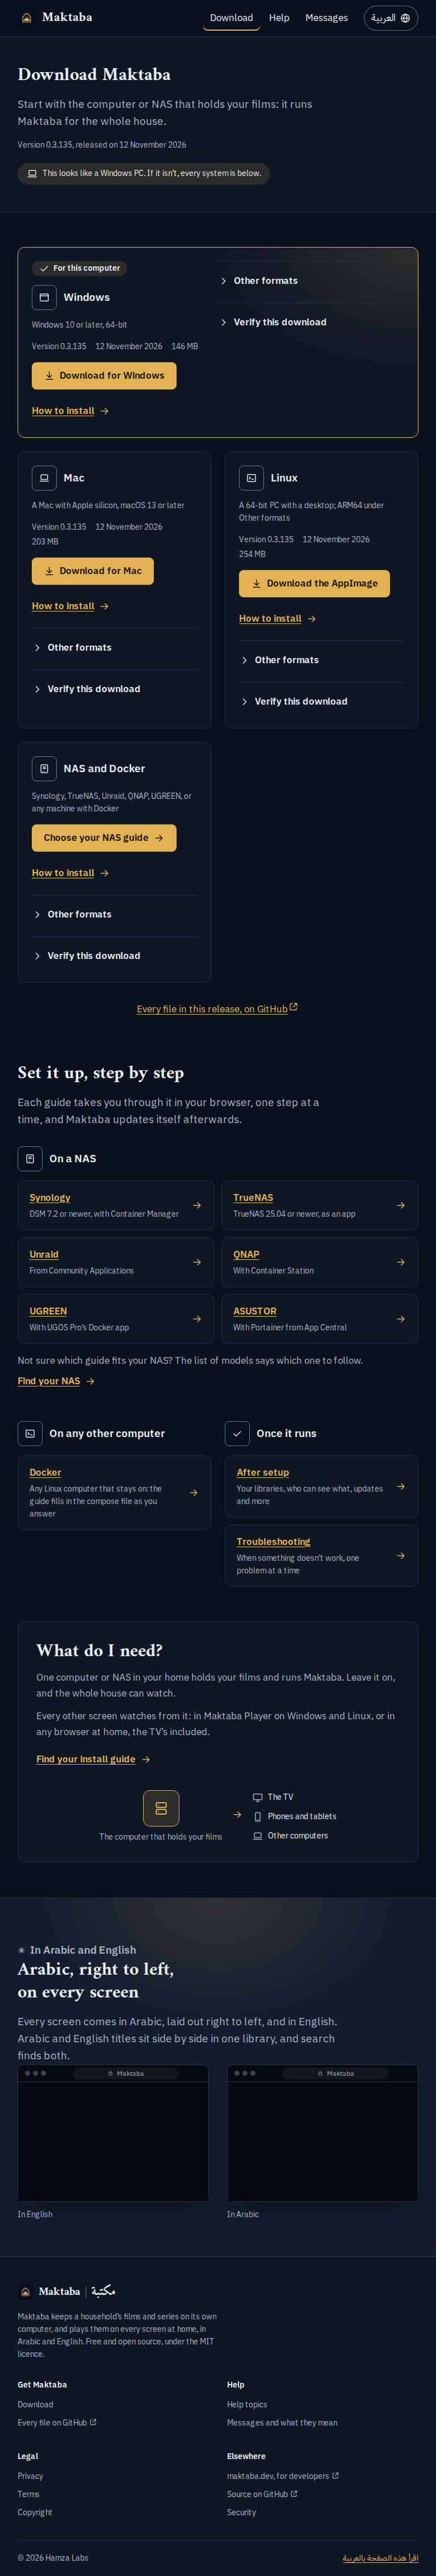 Maktaba
Download
Help
Messages
العربية
Download Maktaba
Start with the computer or NAS that holds your films: it runs
Maktaba for the whole house.
Version 0.3.135, released on 12 November 2026
This looks like a Windows PC. If it isn't, every system is below.
For this computer
Windows
Windows 10 or later, 64-bit
Version 0.3.135 12 November 2026 146 MB
Download for Windows
How to install
Other formats
Verify this download
Mac
A Mac with Apple silicon, macOS 13 or later
Version 0.3.135 12 November 2026
203 MB
Download for Mac
How to install
Other formats
Verify this download
Linux
A 64-bit PC with a desktop; ARM64 under
Other formats
Version 0.3.135 12 November 2026
254 MB
Download the AppImage
How to install
Other formats
Verify this download
NAS and Docker
Synology, TrueNAS, Unraid, QNAP, UGREEN, or
any machine with Docker
Choose your NAS guide
How to install
Other formats
Verify this download
Every file in this release, on GitHub
Set it up, step by step
Each guide takes you through it in your browser, one step at a
time, and Maktaba updates itself afterwards.
On a NAS
Synology
DSM 7.2 or newer, with Container Manager
TrueNAS
TrueNAS 25.04 or newer, as an app
Unraid
From Community Applications
QNAP
With Container Station
UGREEN
With UGOS Pro's Docker app
ASUSTOR
With Portainer from App Central
Not sure which guide fits your NAS? The list of models says which one to follow.
Find your NAS
On any other computer
Docker
Any Linux computer that stays on: the
guide fills in the compose file as you
answer
Once it runs
After setup
Your libraries, who can see what, updates
and more
Troubleshooting
When something doesn't work, one
problem at a time
What do I need?
One computer or NAS in your home holds your films and runs Maktaba. Leave it on,
and the whole house can watch.
Every other screen watches from it: in Maktaba Player on Windows and Linux, or in
any browser at home, the TV's included.
Find your install guide
The computer that holds your films
The TV
Phones and tablets
Other computers
In Arabic and English
Arabic, right to left,
on every screen
Every screen comes in Arabic, laid out right to left, and in English.
Arabic and English titles sit side by side in one library, and search
finds both.
Maktaba
In English
Maktaba
In Arabic
Maktaba | مكتبة
Maktaba keeps a household's films and series on its own
computer, and plays them on every screen at home, in
Arabic and English. Free and open source, under the MIT
licence.
Get Maktaba
Download
Every file on GitHub
Help
Help topics
Messages and what they mean
Legal
Privacy
Terms
Copyright
Elsewhere
maktaba.dev, for developers
Source on GitHub
Security
© 2026 Hamza Labs
اقرأ هذه الصفحة بالعربية